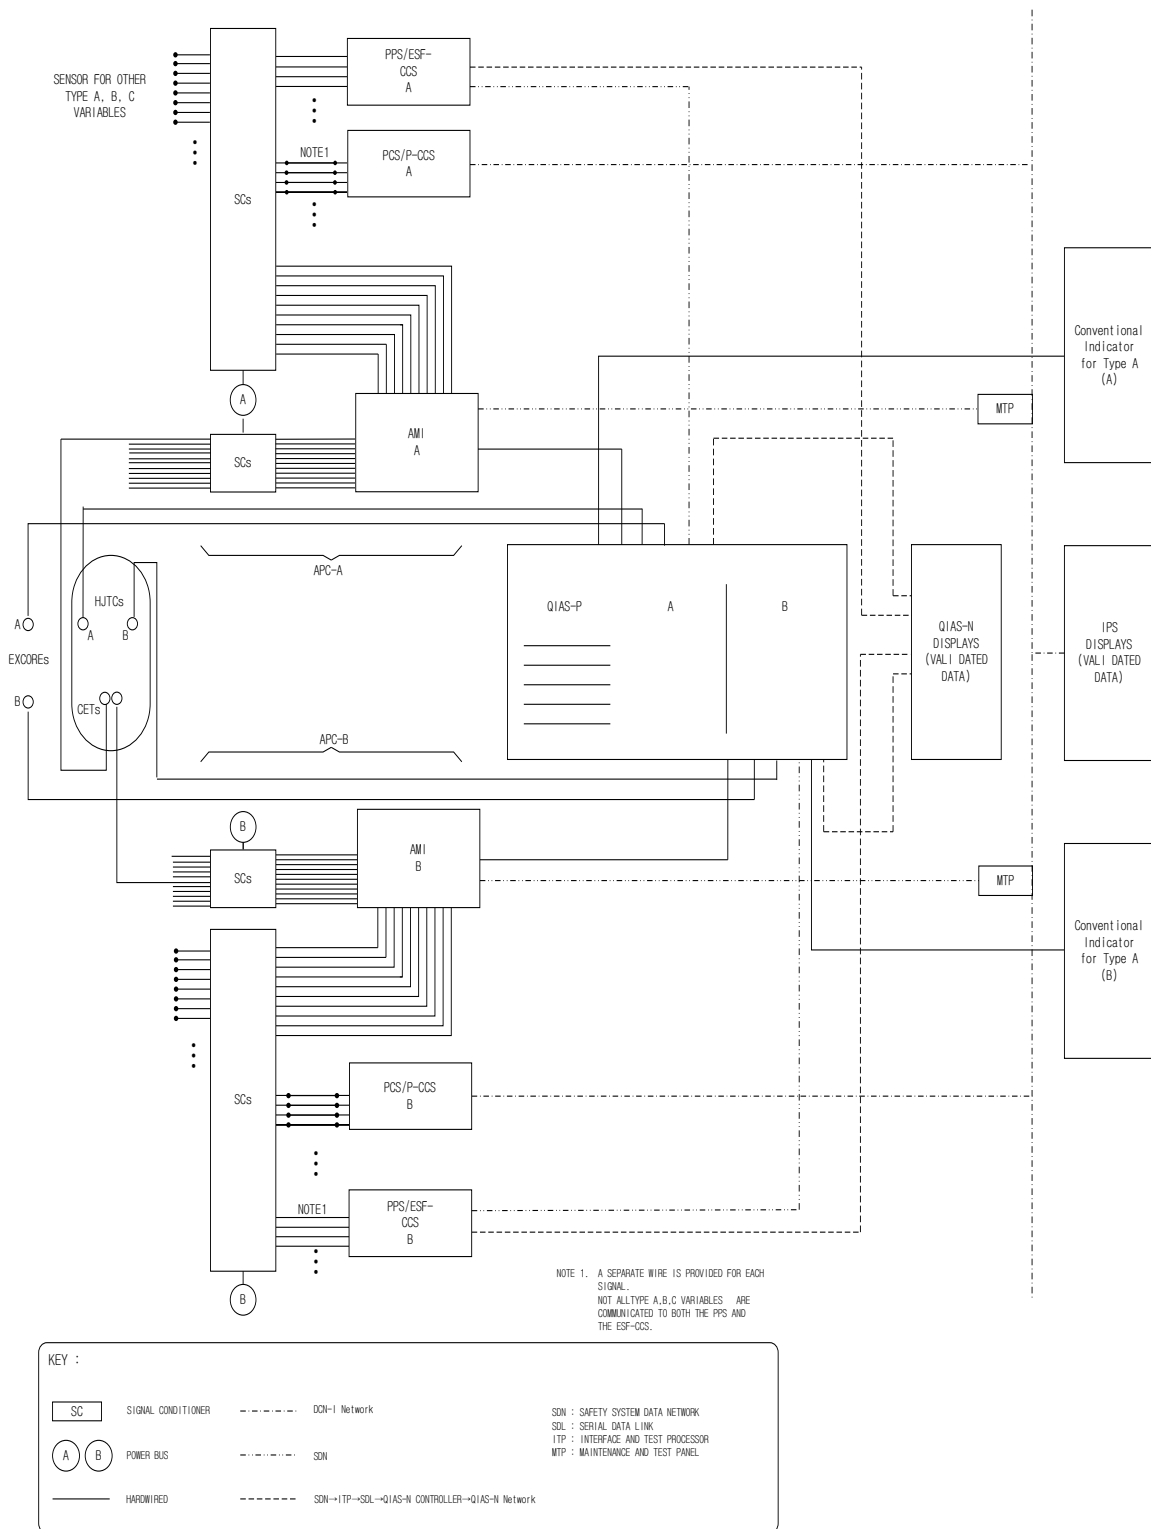 PPS/ESF-
CCS
A
SENSOR FOR OTHER
TYPE A, B, C
VARIABLES
NOTE1
PCS/P-CCS
A
SCs
Conventional
Indicator
for Type A
(A)
A
MTP
AMI
A
SCs
APC-A
HJTCs
A
B
A
EXCOREs
B
CETs
QIAS-P
A
B
QIAS-N
DISPLAYS
(VALI DATED
DATA)
IPS
DISPLAYS
(VALI DATED
DATA)
APC-B
B
AMI
B
SCs
MTP
Conventional
Indicator
for Type A
(B)
PCS/P-CCS
B
SCs
NOTE1
PPS/ESF-
CCS
B
B
NOTE 1. A SEPARATE WIRE IS PROVIDED FOR EACH
SIGNAL.
NOT ALLTYPE A,B,C VARIABLES ARE
COMMUNICATED TO BOTH THE PPS AND
THE ESF-CCS.
KEY :
SC SIGNAL CONDITIONER
DCN-I Network
A B POWER BUS
SDN
HARDWIRED
SDN→ITP→SDL→QIAS-N CONTROLLER→QIAS-N Network
SDN : SAFETY SYSTEM DATA NETWORK
SDL : SERIAL DATA LINK
ITP : INTERFACE AND TEST PROCESSOR
MTP : MAINTENANCE AND TEST PANEL